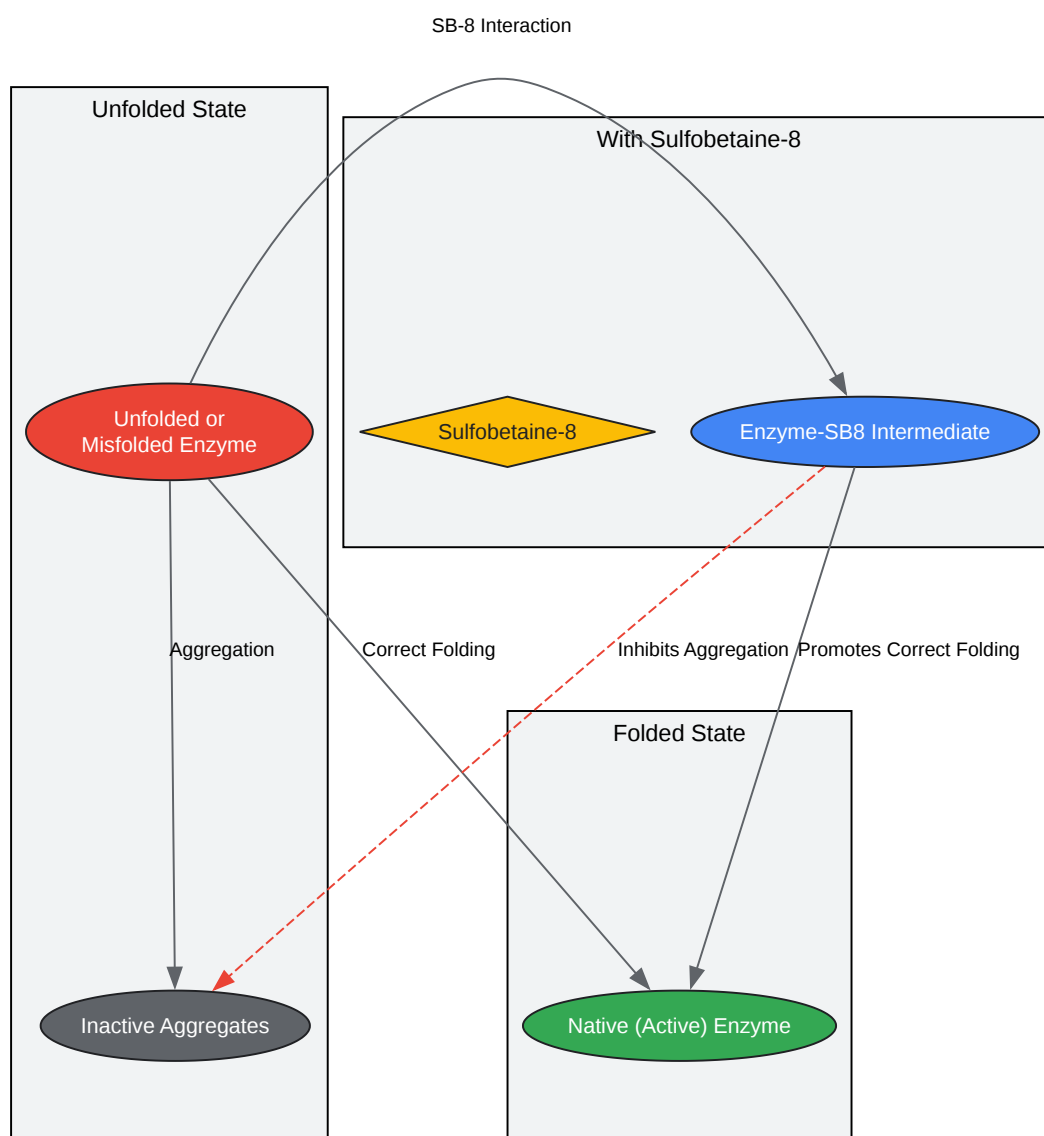 SB-8 Interaction
Unfolded State
With Sulfobetaine-8
Unfolded or
Misfolded Enzyme
Sulfobetaine-8
Enzyme-SB8 Intermediate
Aggregation
Correct Folding
Inhibits Aggregation
Promotes Correct Folding
Folded State
Inactive Aggregates
Native (Active) Enzyme